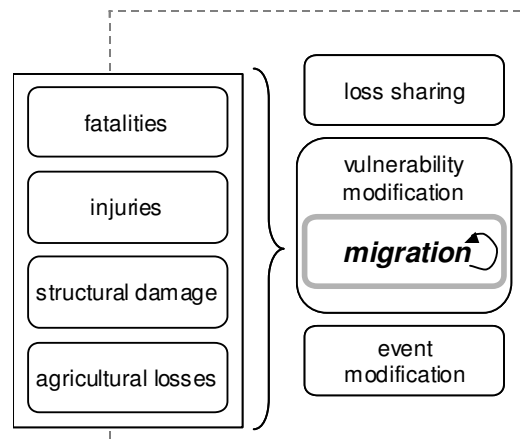 fatalities
injuries
structural damage
agricultural losses
loss sharing
vulnerability
modification
migration
event
modification